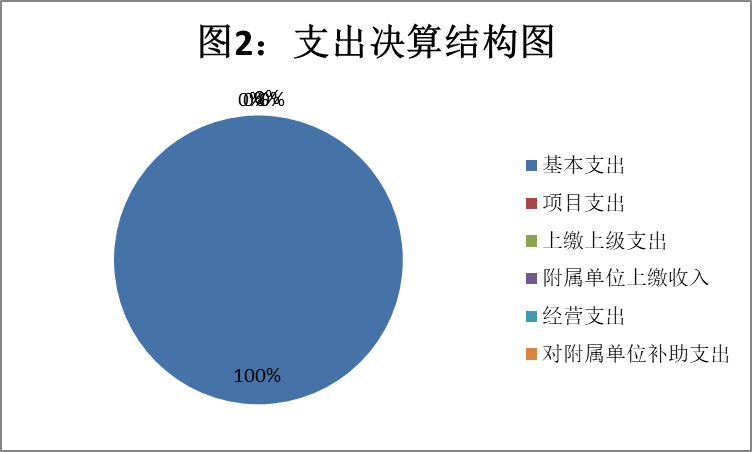 图2：支出决算结构图
100%
基本支出
项目支出
上缴上级支出
附属单位上缴收入
经营支出
对附属单位补助支出